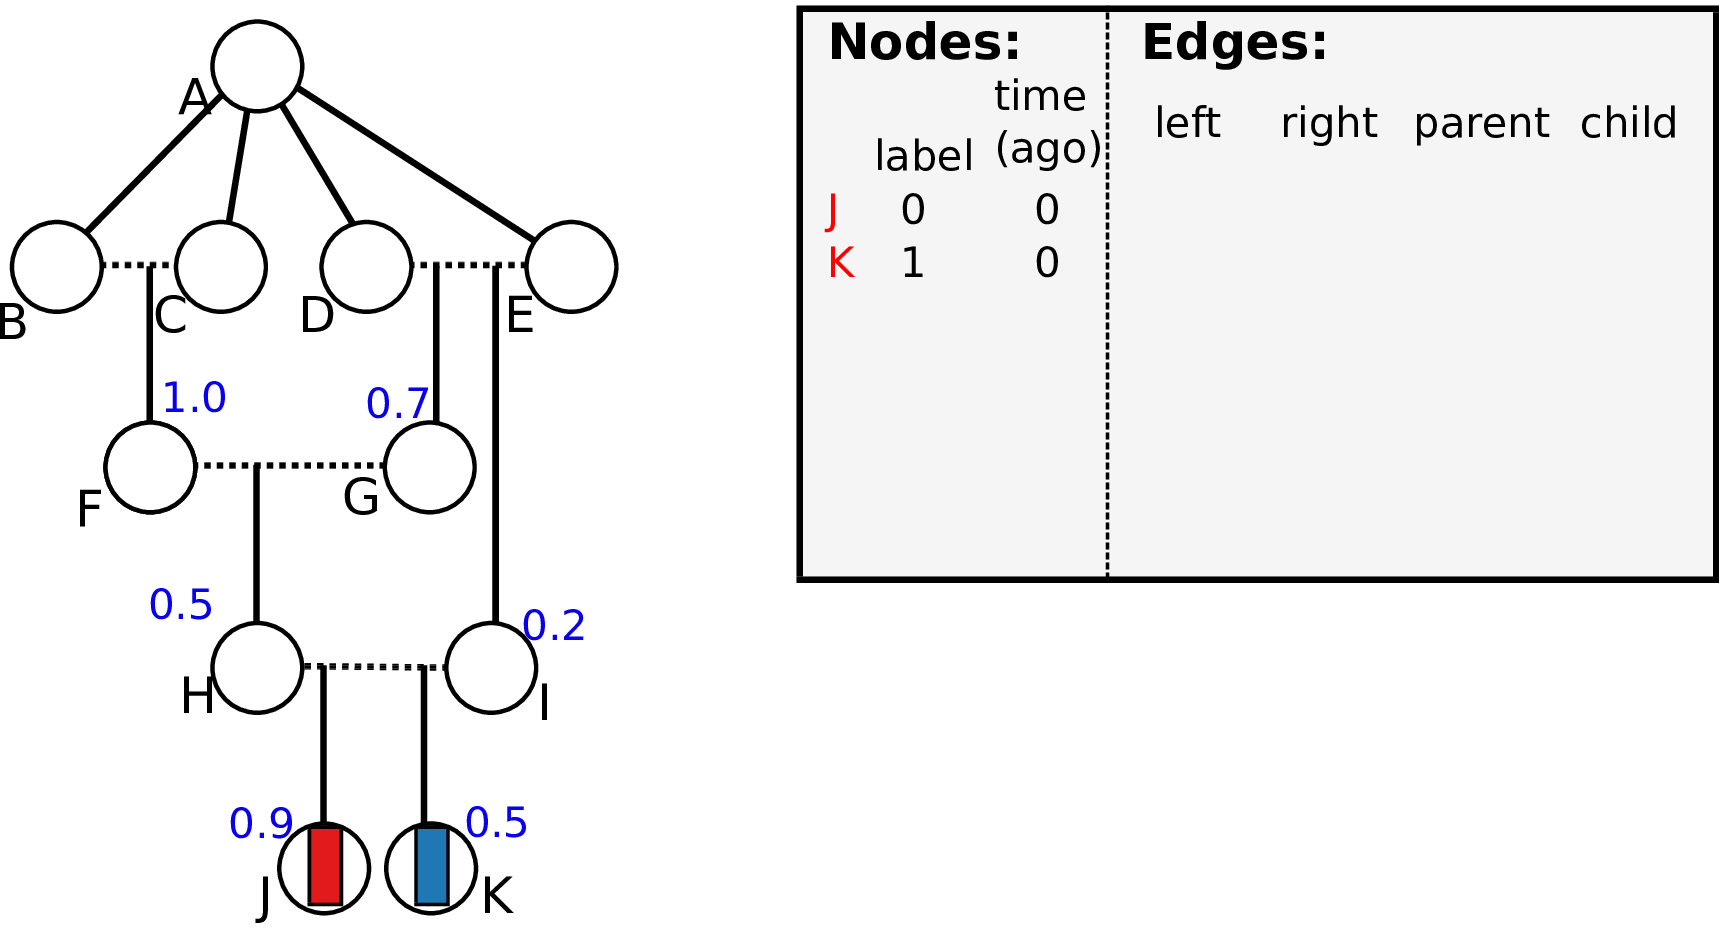 A
B
C
D
E
1.0
0.7
F
G
0.5
0.2
H
I
0.9
0.5
J
K
Nodes:
Edges:
time
label
(ago)
left right parent child
J 0 0
K 1 0